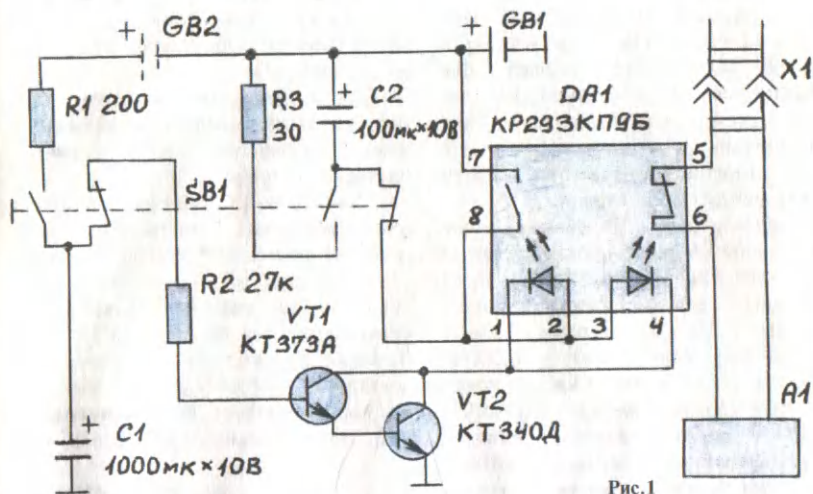 + GB2
+ GB1
R1 200
R3
30
+ C2
100мк×10В
DA1
КР293КП9Б
X1
7
5
SB1
8
6
R2 27к
VT1
КТ373А
1 2 3 4
VT2
КТ340Д
A1
+ C1
1000мк×10В
Рис.1